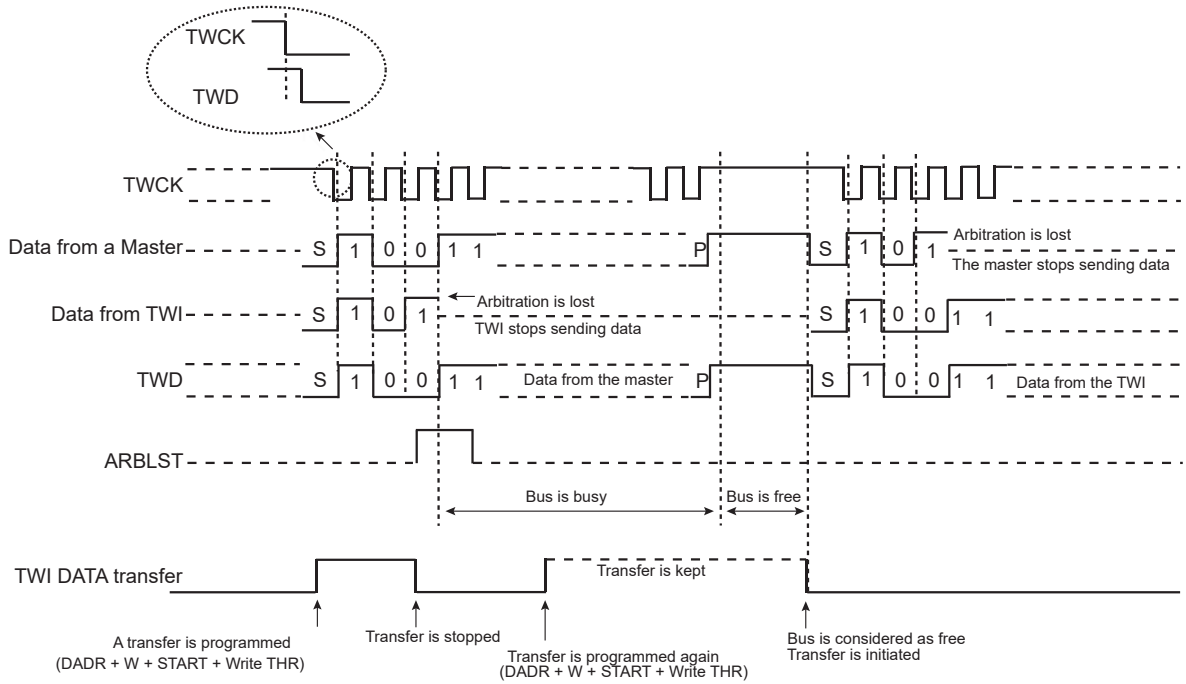 TWCK
TWD
TWCK
Data from a Master S 1 0 0 1 1 P S 1 0 1 Arbitration is lost
The master stops sending data
Data from TWI S 1 0 1 Arbitration is lost S 1 0 0 1 1
TWI stops sending data
TWD S 1 0 0 1 1 Data from the master P S 1 0 0 1 1 Data from the TWI
ARBLST
Bus is busy Bus is free
TWI DATA transfer Transfer is kept
A transfer is programmed
(DADR + W + START + Write THR)
Transfer is stopped
Transfer is programmed again
(DADR + W + START + Write THR)
Bus is considered as free
Transfer is initiated